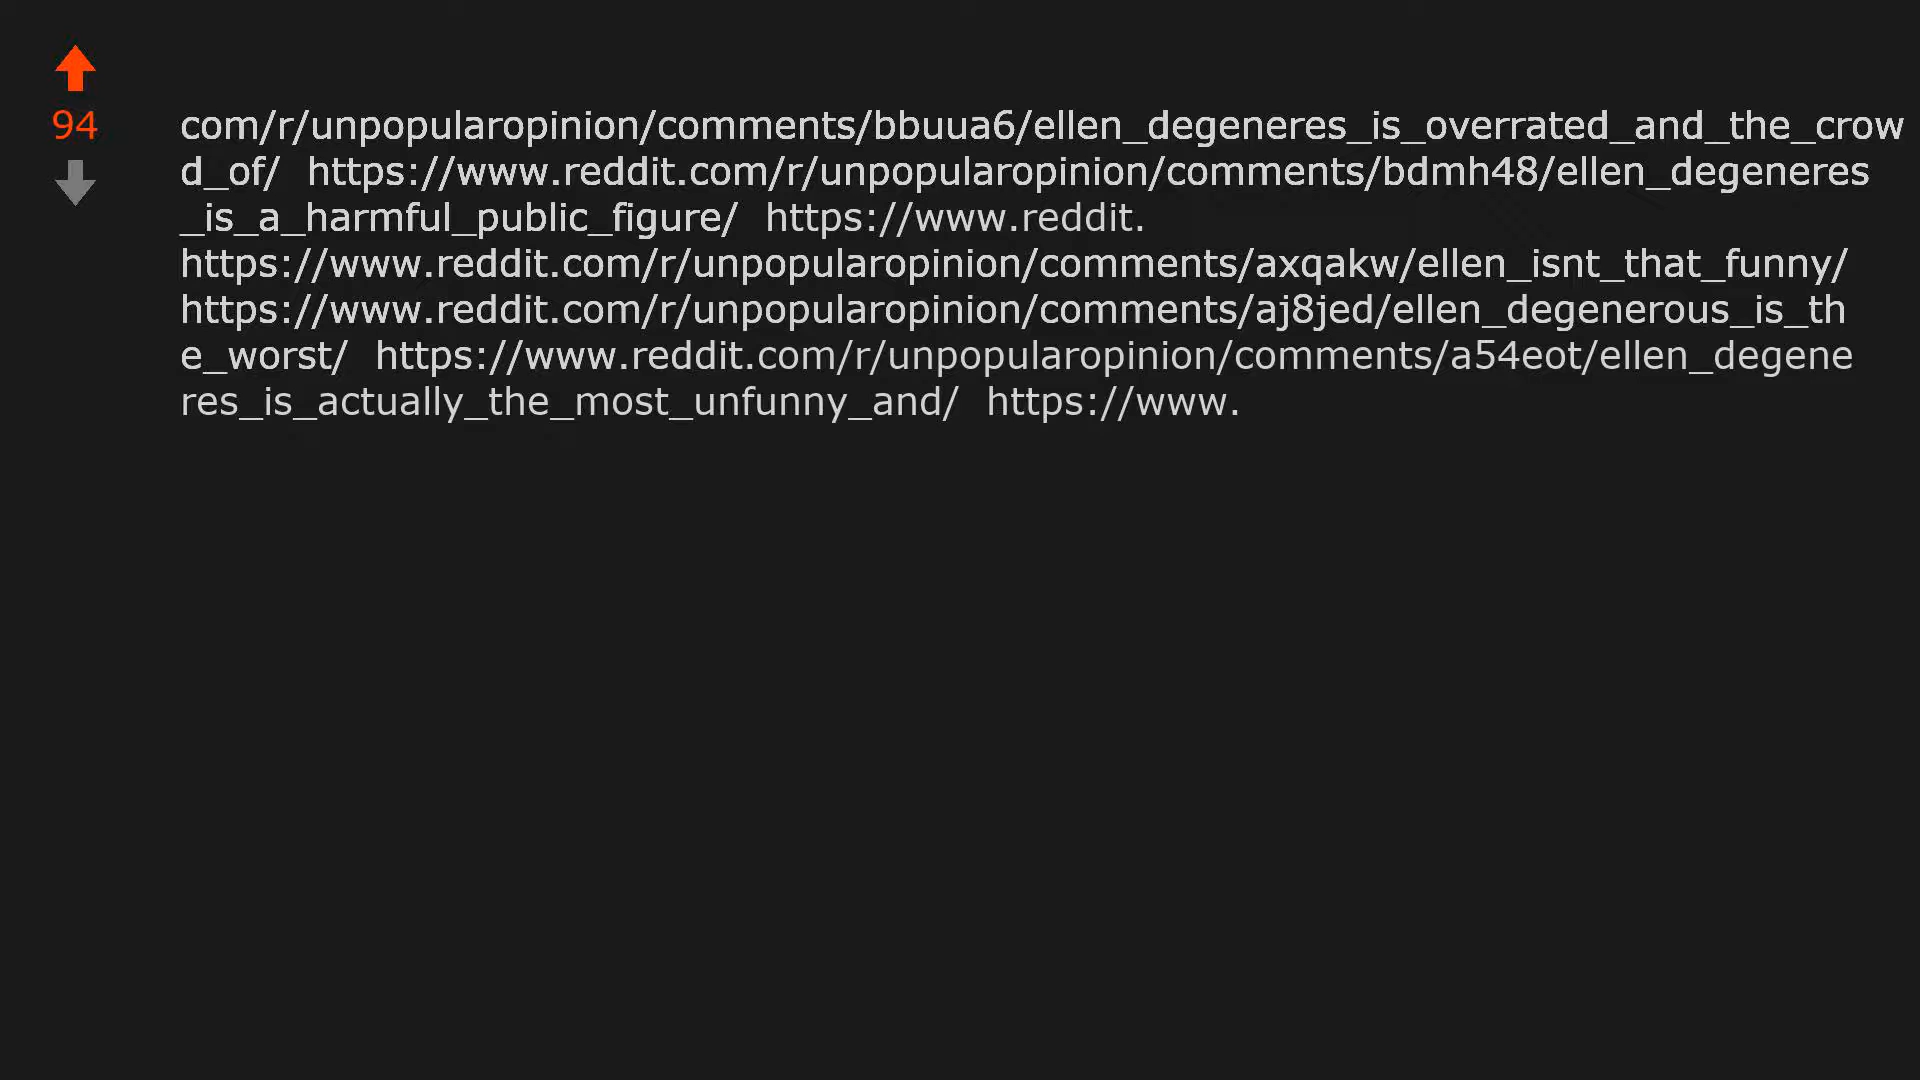 94
com/r/unpopularopinion/comments/bbuua6/ellen_degeneres_is_overrated_and_the_crow
d_of/  https://www.reddit.com/r/unpopularopinion/comments/bdmh48/ellen_degeneres
_is_a_harmful_public_figure/  https://www.reddit.
https://www.reddit.com/r/unpopularopinion/comments/axqakw/ellen_isnt_that_funny/
https://www.reddit.com/r/unpopularopinion/comments/aj8jed/ellen_degenerous_is_th
e_worst/  https://www.reddit.com/r/unpopularopinion/comments/a54eot/ellen_degene
res_is_actually_the_most_unfunny_and/  https://www.